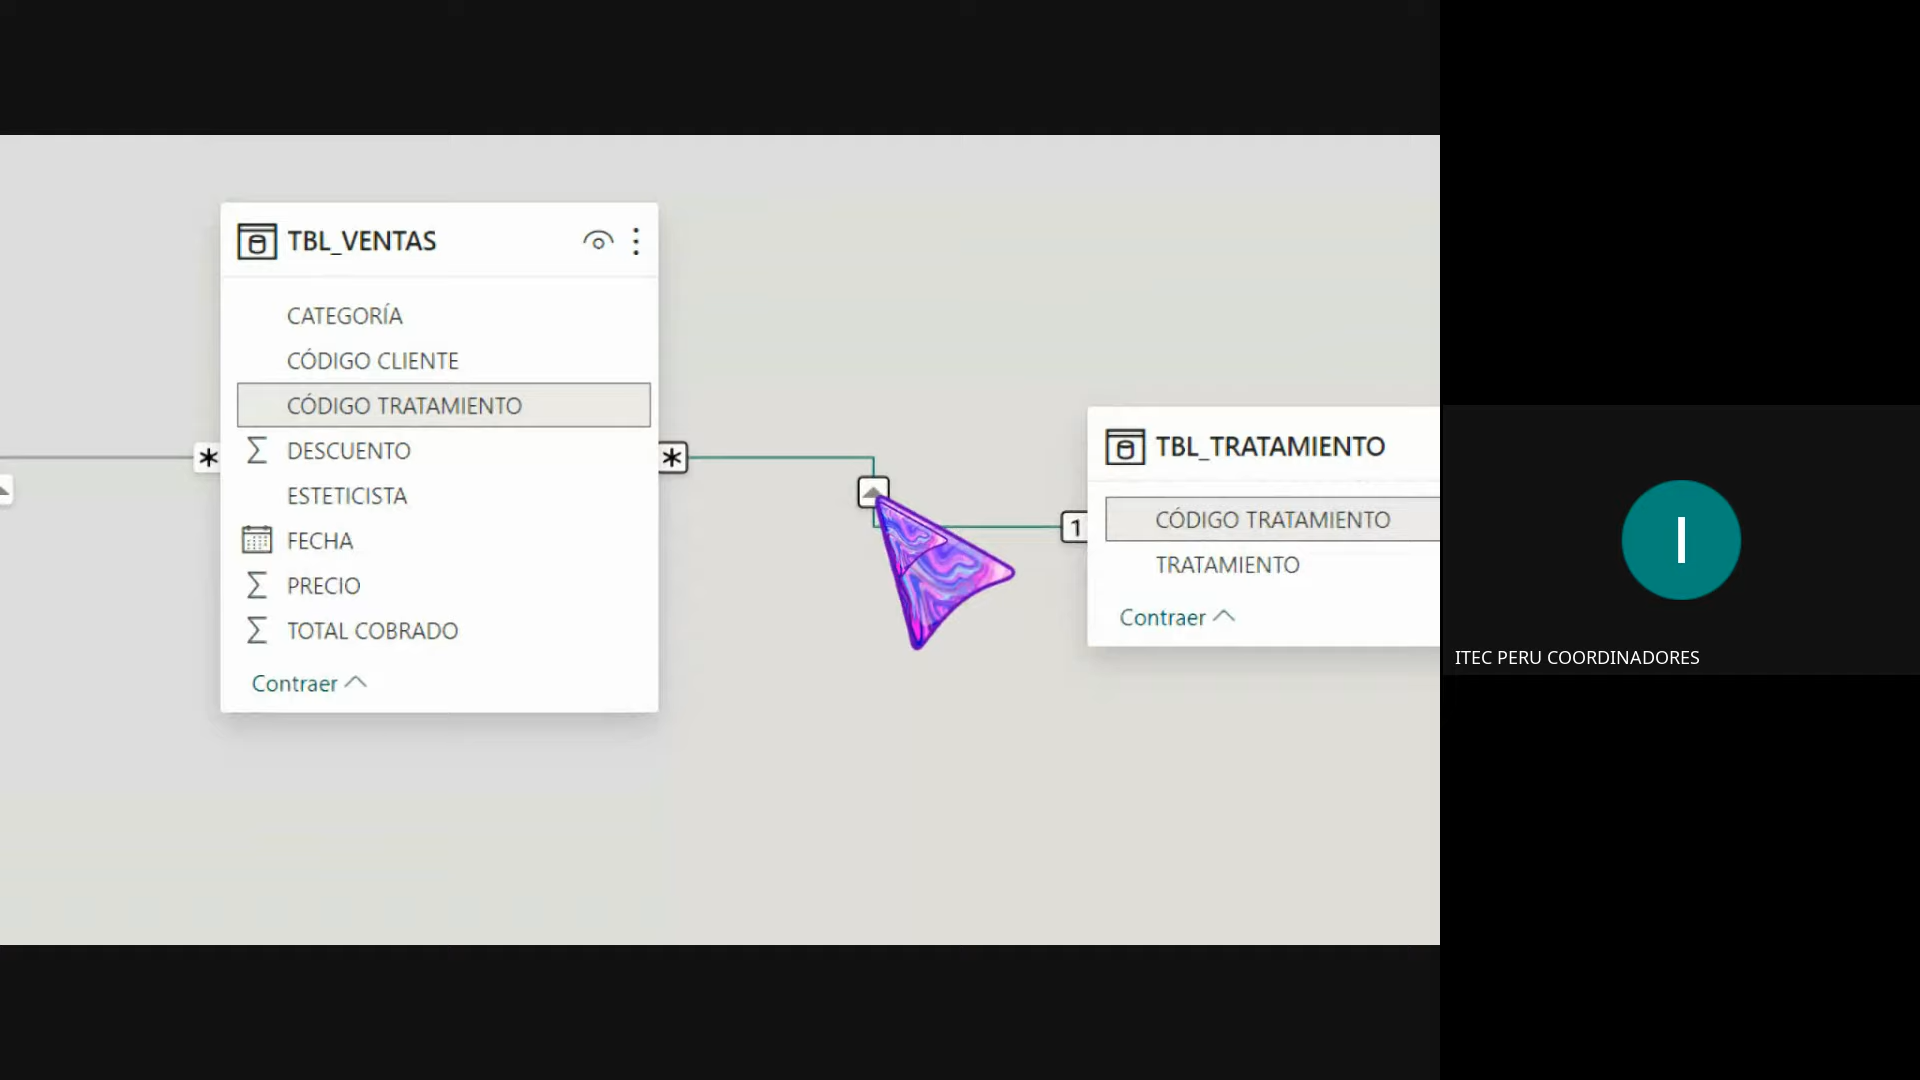 TBL_VENTAS
CATEGORÍA
CÓDIGO CLIENTE
CÓDIGO TRATAMIENTO
DESCUENTO
ESTETICISTA
FECHA
PRECIO
TOTAL COBRADO
Contraer
*
*
1
TBL_TRATAMIENTO
CÓDIGO TRATAMIENTO
TRATAMIENTO
Contraer
I
ITEC PERU COORDINADORES